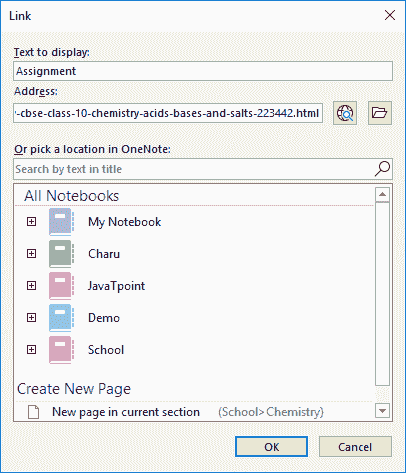 Link
Text to display:
Assignment
Address:
-cbse-class-10-chemistry-acids-bases-and-salts-223442.html
Or pick a location in OneNote:
Search by text in title
All Notebooks
My Notebook
Charu
JavaTpoint
Demo
School
Create New Page
New page in current section (School>Chemistry)
OK Cancel